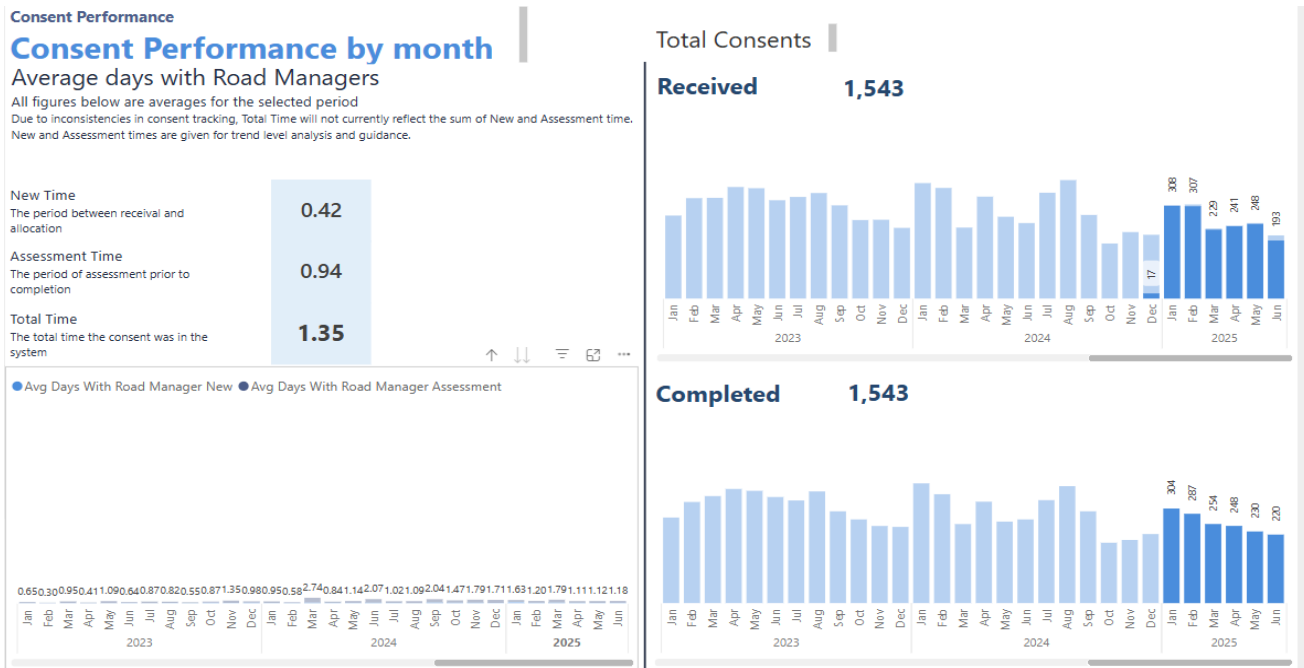 Consent Performance
Consent Performance by month
Average days with Road Managers
All figures below are averages for the selected period
Due to inconsistencies in consent tracking, Total Time will not currently reflect the sum of New and Assessment time.
New and Assessment times are given for trend level analysis and guidance.
New Time
The period between receival and
allocation
0.42
Assessment Time
The period of assessment prior to
completion
0.94
Total Time
The total time the consent was in the
system
1.35
Avg Days With Road Manager New Avg Days With Road Manager Assessment
0.65 0.30 0.95 0.41 1.09 0.64 0.87 0.82 0.55 0.87 1.35 0.98 0.95 0.58 2.74 0.84 1.14 2.07 1.02 1.09 2.04 1.47 1.79 1.71 1.63 1.20 1.79 1.11 1.12 1.18
Jan Feb Mar Apr May Jun Jul Aug Sep Oct Nov Dec Jan Feb Mar Apr May Jun Jul Aug Sep Oct Nov Dec Jan Feb Mar Apr May Jun
2023 2024 2025
Total Consents
Received 1,543
308 307 229 241 248 193
17
Jan Feb Mar Apr May Jun Jul Aug Sep Oct Nov Dec Jan Feb Mar Apr May Jun Jul Aug Sep Oct Nov Dec Jan Feb Mar Apr May Jun
2023 2024 2025
Completed 1,543
304 287 254 248 230 220
Jan Feb Mar Apr May Jun Jul Aug Sep Oct Nov Dec Jan Feb Mar Apr May Jun Jul Aug Sep Oct Nov Dec Jan Feb Mar Apr May Jun
2023 2024 2025